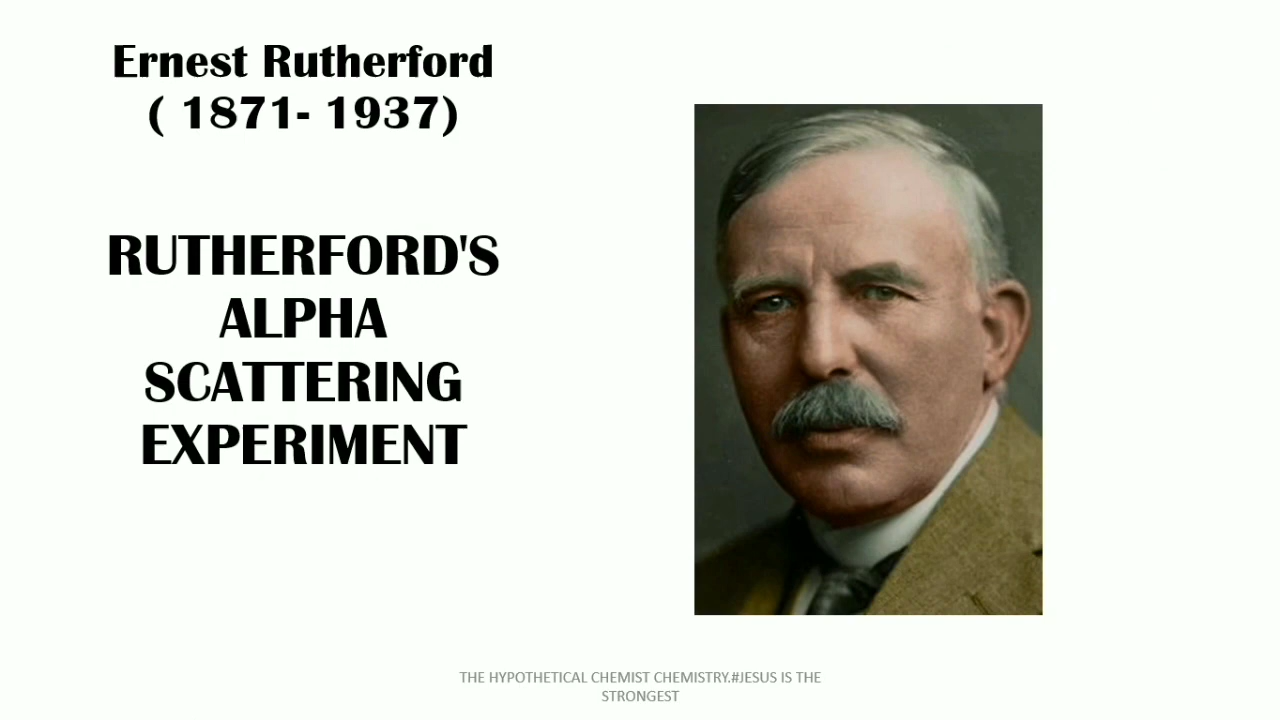 Ernest Rutherford
( 1871- 1937)
RUTHERFORD'S
ALPHA
SCATTERING
EXPERIMENT
THE HYPOTHETICAL CHEMIST CHEMISTRY.#JESUS IS THE
STRONGEST